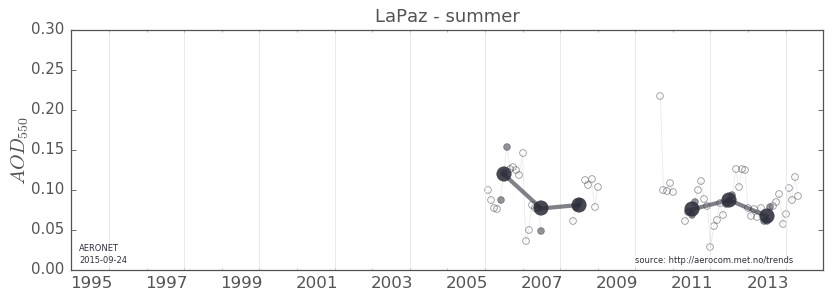 LaPaz - summer
0.30
0.25
0.20
0.15
0.10
0.05
0.00
AOD550
AERONET
2015-09-24
source: http://aerocom.met.no/trends
1995 1997 1999 2001 2003 2005 2007 2009 2011 2013